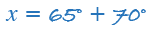 x = 65° + 70°